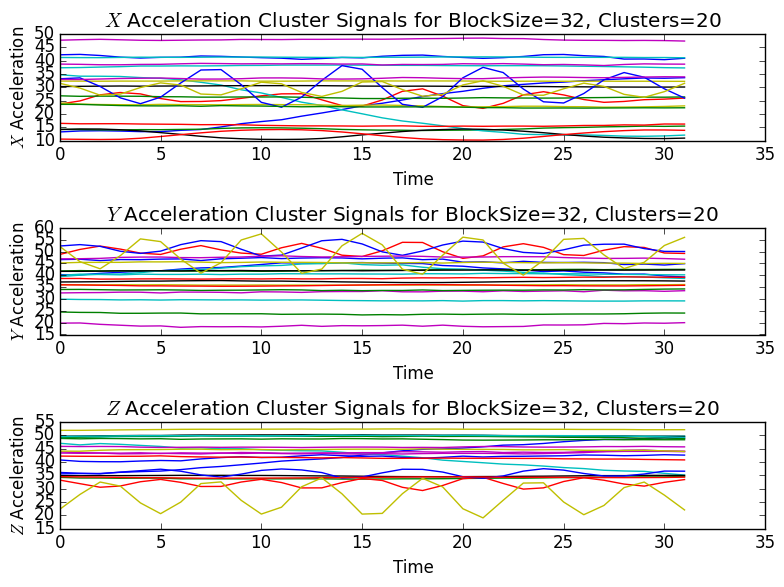 X Acceleration Cluster Signals for BlockSize=32, Clusters=20
X Acceleration
50
45
40
35
30
25
20
15
10
0 5 10 15 20 25 30 35
Time
Y Acceleration Cluster Signals for BlockSize=32, Clusters=20
Y Acceleration
60
55
50
45
40
35
30
25
20
15
0 5 10 15 20 25 30 35
Time
Z Acceleration Cluster Signals for BlockSize=32, Clusters=20
Z Acceleration
55
50
45
40
35
30
25
20
15
0 5 10 15 20 25 30 35
Time